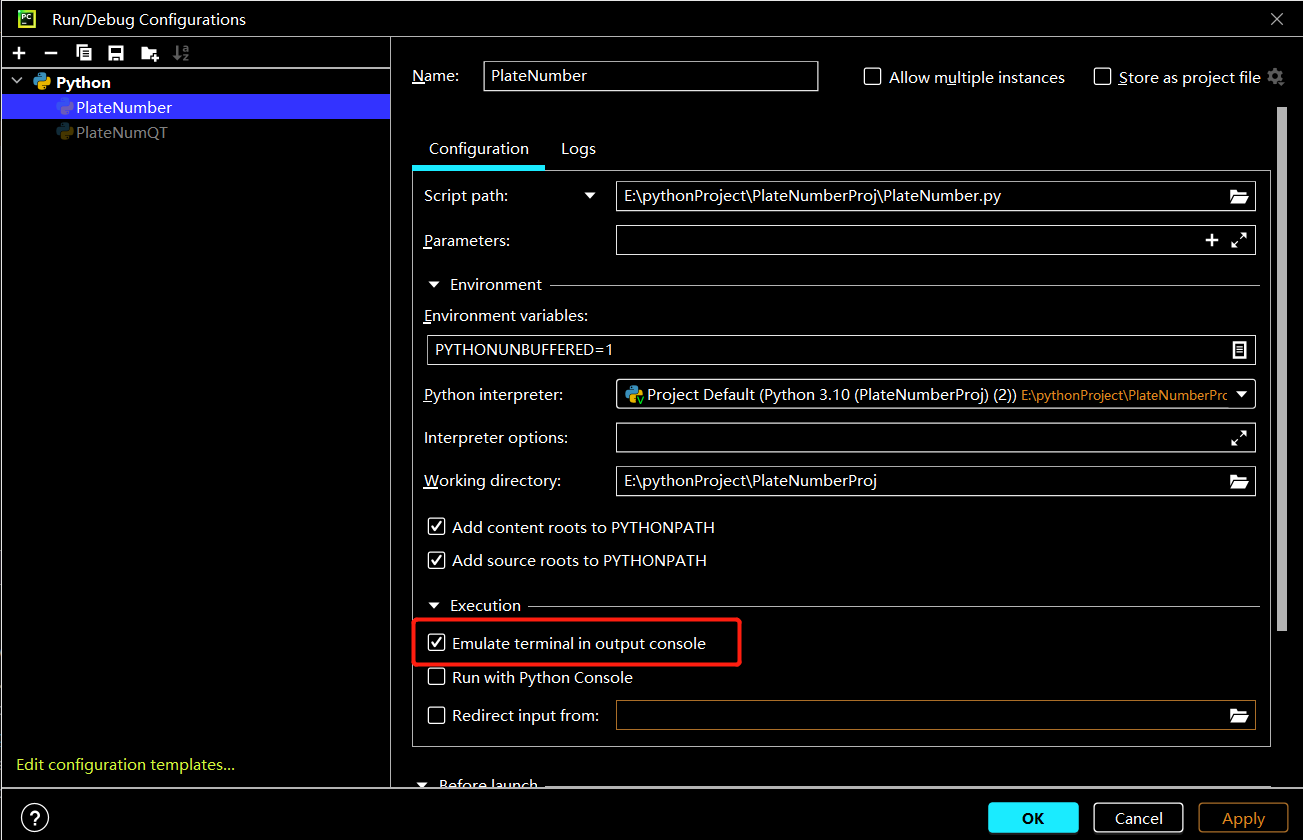 PC Run/Debug Configurations
Python
PlateNumber
PlateNumQT
Edit configuration templates...
Name: PlateNumber Allow multiple instances Store as project file
Configuration Logs
Script path: E:\pythonProject\PlateNumberProj\PlateNumber.py
Parameters:
Environment
Environment variables:
PYTHONUNBUFFERED=1
Python interpreter: Project Default (Python 3.10 (PlateNumberProj) (2)) E:\pythonProject\PlateNumberPrc
Interpreter options:
Working directory: E:\pythonProject\PlateNumberProj
Add content roots to PYTHONPATH
Add source roots to PYTHONPATH
Execution
Emulate terminal in output console
Run with Python Console
Redirect input from:
Before launch
? OK Cancel Apply